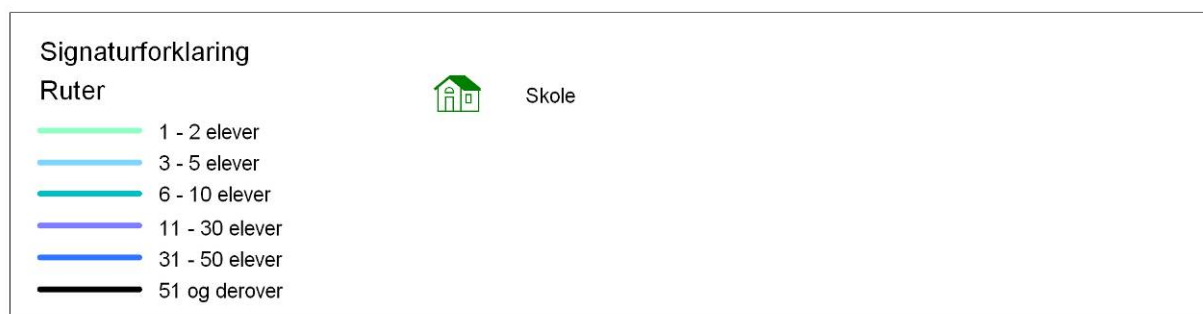 Signaturforklaring
Ruter
Skole
1 - 2 elever
3 - 5 elever
6 - 10 elever
11 - 30 elever
31 - 50 elever
51 og derover